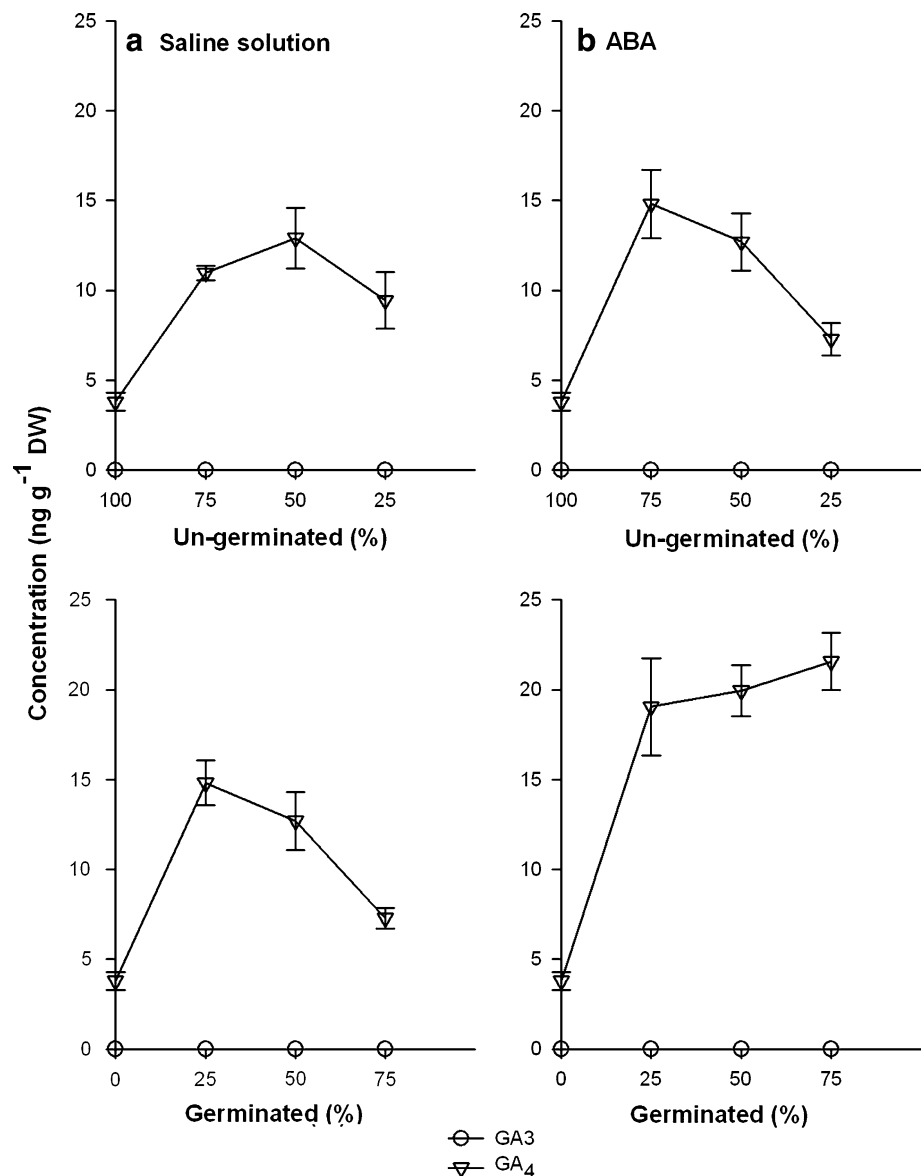 a Saline solution
b ABA
25
20
15
10
5
0
100 75 50 25
Un-germinated (%)
25
20
15
10
5
0
100 75 50 25
Un-germinated (%)
Concentration (ng g⁻¹ DW)
25
20
15
10
5
0
0 25 50 75
Germinated (%)
25
20
15
10
5
0
0 25 50 75
Germinated (%)
GA3
GA₄